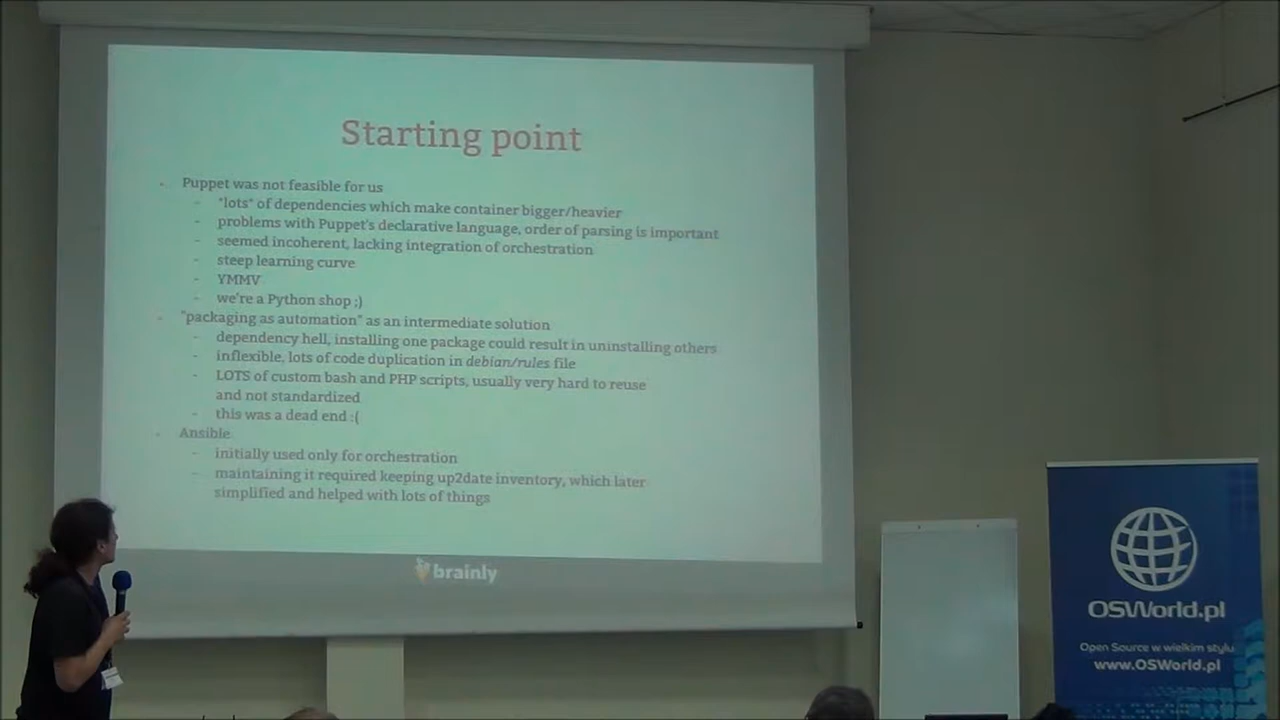 Starting point
- Puppet was not feasible for us
- "lots" of dependencies which make container bigger/heavier
- problems with Puppet's declarative language, order of parsing is important
- seemed incoherent, lacking integration of orchestration
- steep learning curve
- YMMV
- we're a Python shop ;)
- "packaging as automation" as an intermediate solution
- dependency hell, installing one package could result in uninstalling others
- inflexible, lots of code duplication in debian/rules file
- LOTS of custom bash and PHP scripts, usually very hard to reuse
and not standardized
- this was a dead end :(
- Ansible
- initially used only for orchestration
- maintaining it required keeping up2date inventory, which later
simplified and helped with lots of things
brainly
OSWorld.pl
Open Source w wielkim stylu
www.OSWorld.pl